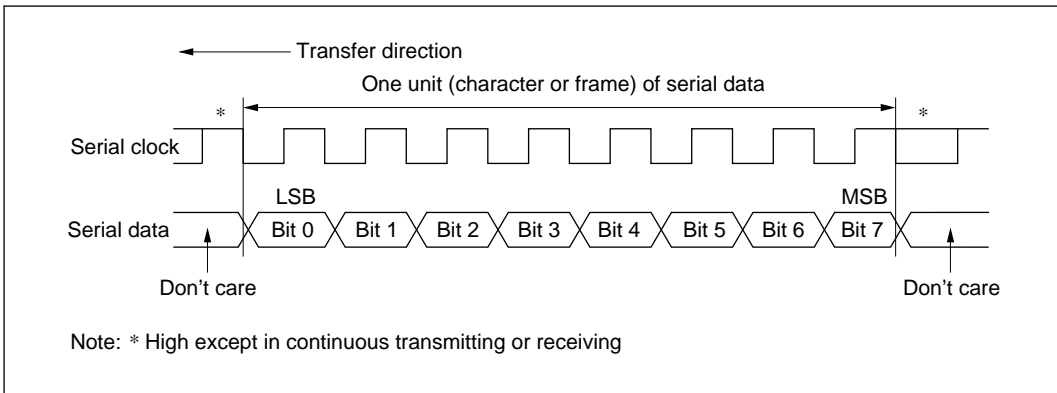 Transfer direction
One unit (character or frame) of serial data
* *
Serial clock
LSB MSB
Serial data Bit 0 Bit 1 Bit 2 Bit 3 Bit 4 Bit 5 Bit 6 Bit 7
Don't care Don't care
Note: * High except in continuous transmitting or receiving